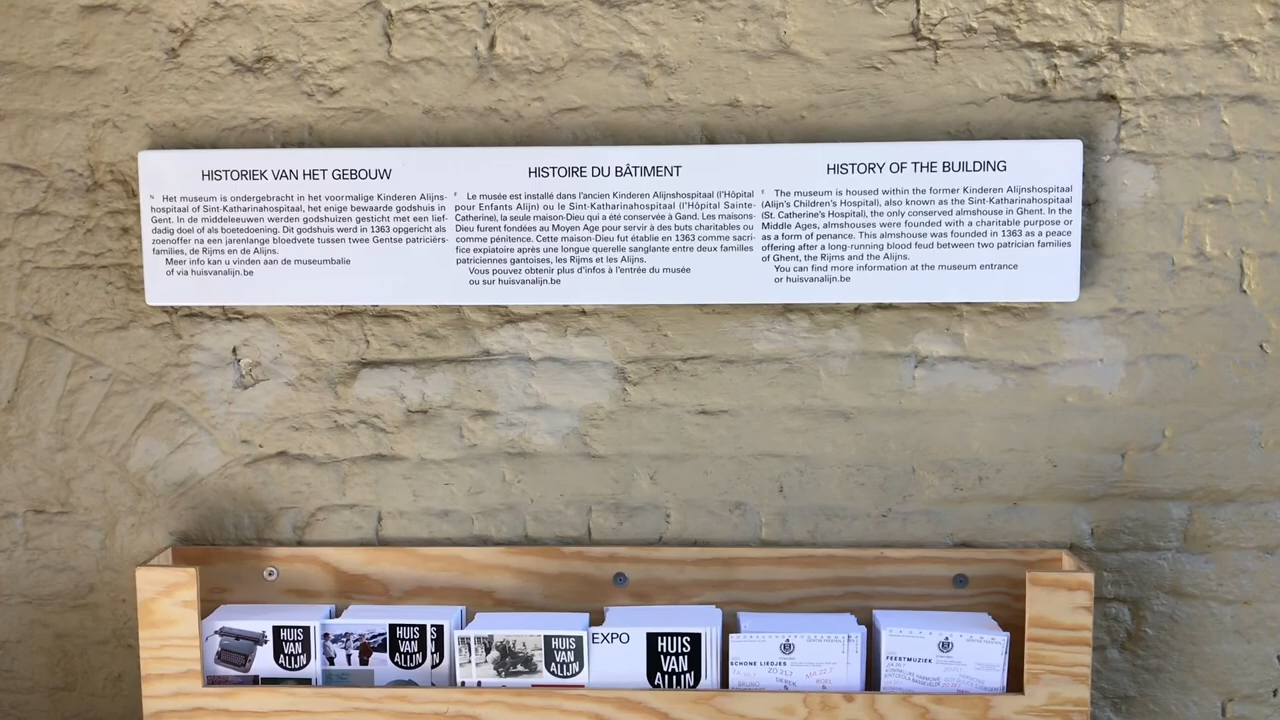 HISTORIEK VAN HET GEBOUW
N Het museum is ondergebracht in het voormalige Kinderen Alijns-
hospitaal of Sint-Katharinahospitaal, het enige bewaarde godshuis in
Gent. In de middeleeuwen werden godshuizen gesticht met een lief-
dadig doel of als boetedoening. Dit godshuis werd in 1363 opgericht als
zoenoffer na een jarenlange bloedvete tussen twee Gentse patriciërs-
families, de Rijms en de Alijns.
Meer info kan u vinden aan de museumbalie
of via huisvanalijn.be
HISTOIRE DU BÂTIMENT
F Le musée est installé dans l'ancien Kinderen Alijnshospitaal (l'Hôpital
pour Enfants Alijn) ou le Sint-Katharinahospitaal (l'Hôpital Sainte-
Catherine), la seule maison-Dieu qui a été conservée à Gand. Les maisons-
Dieu furent fondées au Moyen Age pour servir à des buts charitables ou
comme pénitence. Cette maison-Dieu fut établie en 1363 comme sacri-
fice expiatoire après une longue querelle sanglante entre deux familles
patriciennes gantoises, les Rijms et les Alijns.
Vous pouvez obtenir plus d'infos à l'entrée du musée
ou sur huisvanalijn.be
HISTORY OF THE BUILDING
E The museum is housed within the former Kinderen Alijnshospitaal
(Alijn's Children's Hospital), also known as the Sint-Katharinahospitaal
(St. Catherine's Hospital), the only conserved almshouse in Ghent. In the
Middle Ages, almshouses were founded with a charitable purpose or
as a form of penance. This almshouse was founded in 1363 as a peace
offering after a long-running blood feud between two patrician families
of Ghent, the Rijms and the Alijns.
You can find more information at the museum entrance
or huisvanalijn.be
HUIS
VAN
ALIJN
HUIS
VAN
ALIJN
HUIS
VAN
ALIJN
EXPO
HUIS
VAN
ALIJN
SCHONE LIEDJES
ZO 21.7
BRUNO
DEREK
&
ROEL
&
FEESTMUZIEK